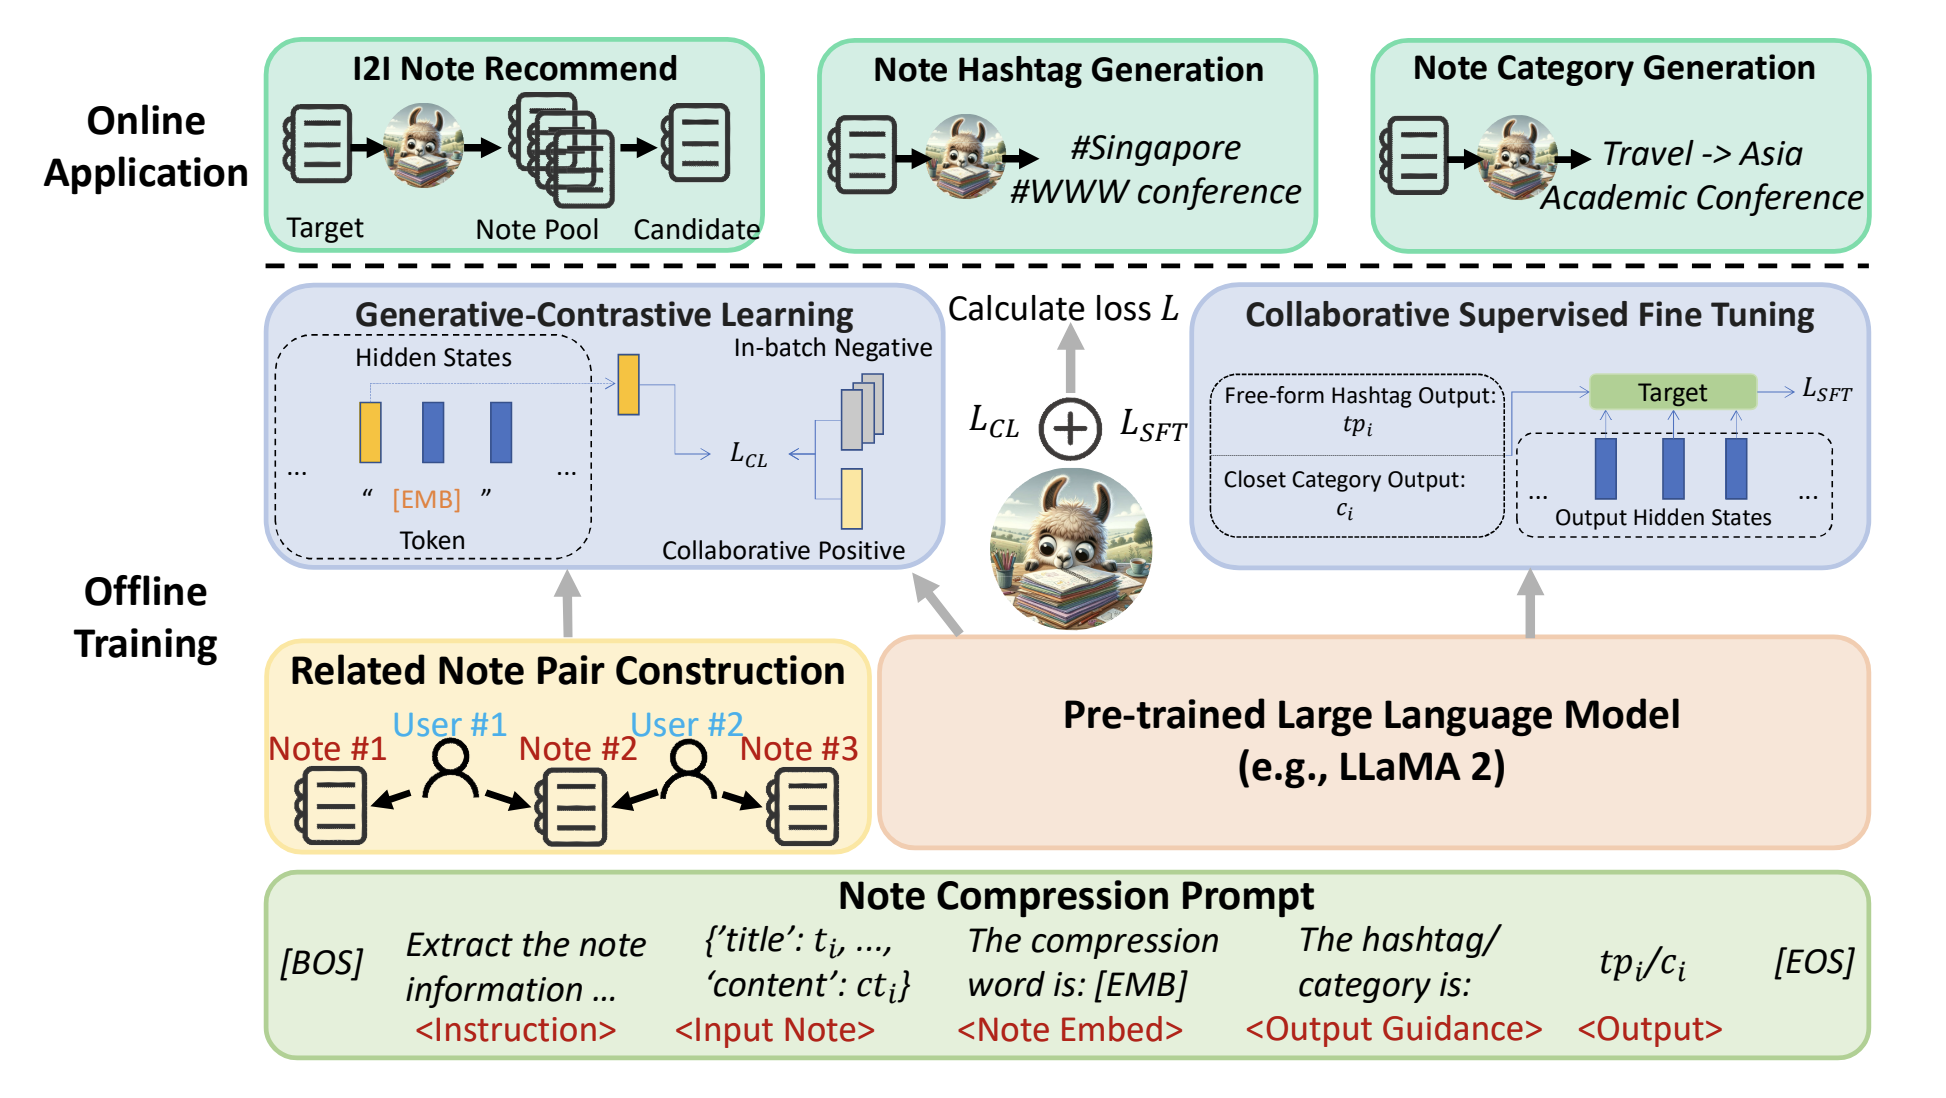 Online
Application
I2I Note Recommend
Target
Note Pool
Candidate
Note Hashtag Generation
#Singapore
#WWW conference
Note Category Generation
Travel -> Asia
Academic Conference
Offline
Training
Generative-Contrastive Learning
Hidden States
...
...
“ [EMB] ”
Token
In-batch Negative
L_{CL}
Collaborative Positive
Calculate loss L
L_{CL}
L_{SFT}
Collaborative Supervised Fine Tuning
Free-form Hashtag Output:
tp_i
Closet Category Output:
c_i
Target
L_{SFT}
...
...
Output Hidden States
Related Note Pair Construction
User #1
User #2
Note #1
Note #2
Note #3
Pre-trained Large Language Model
(e.g., LLaMA 2)
Note Compression Prompt
[BOS]
Extract the note
information ...
<Instruction>
{’title’: t_i, ...,
‘content’: ct_i}
<Input Note>
The compression
word is: [EMB]
<Note Embed>
The hashtag/
category is:
<Output Guidance>
tp_i/c_i
<Output>
[EOS]